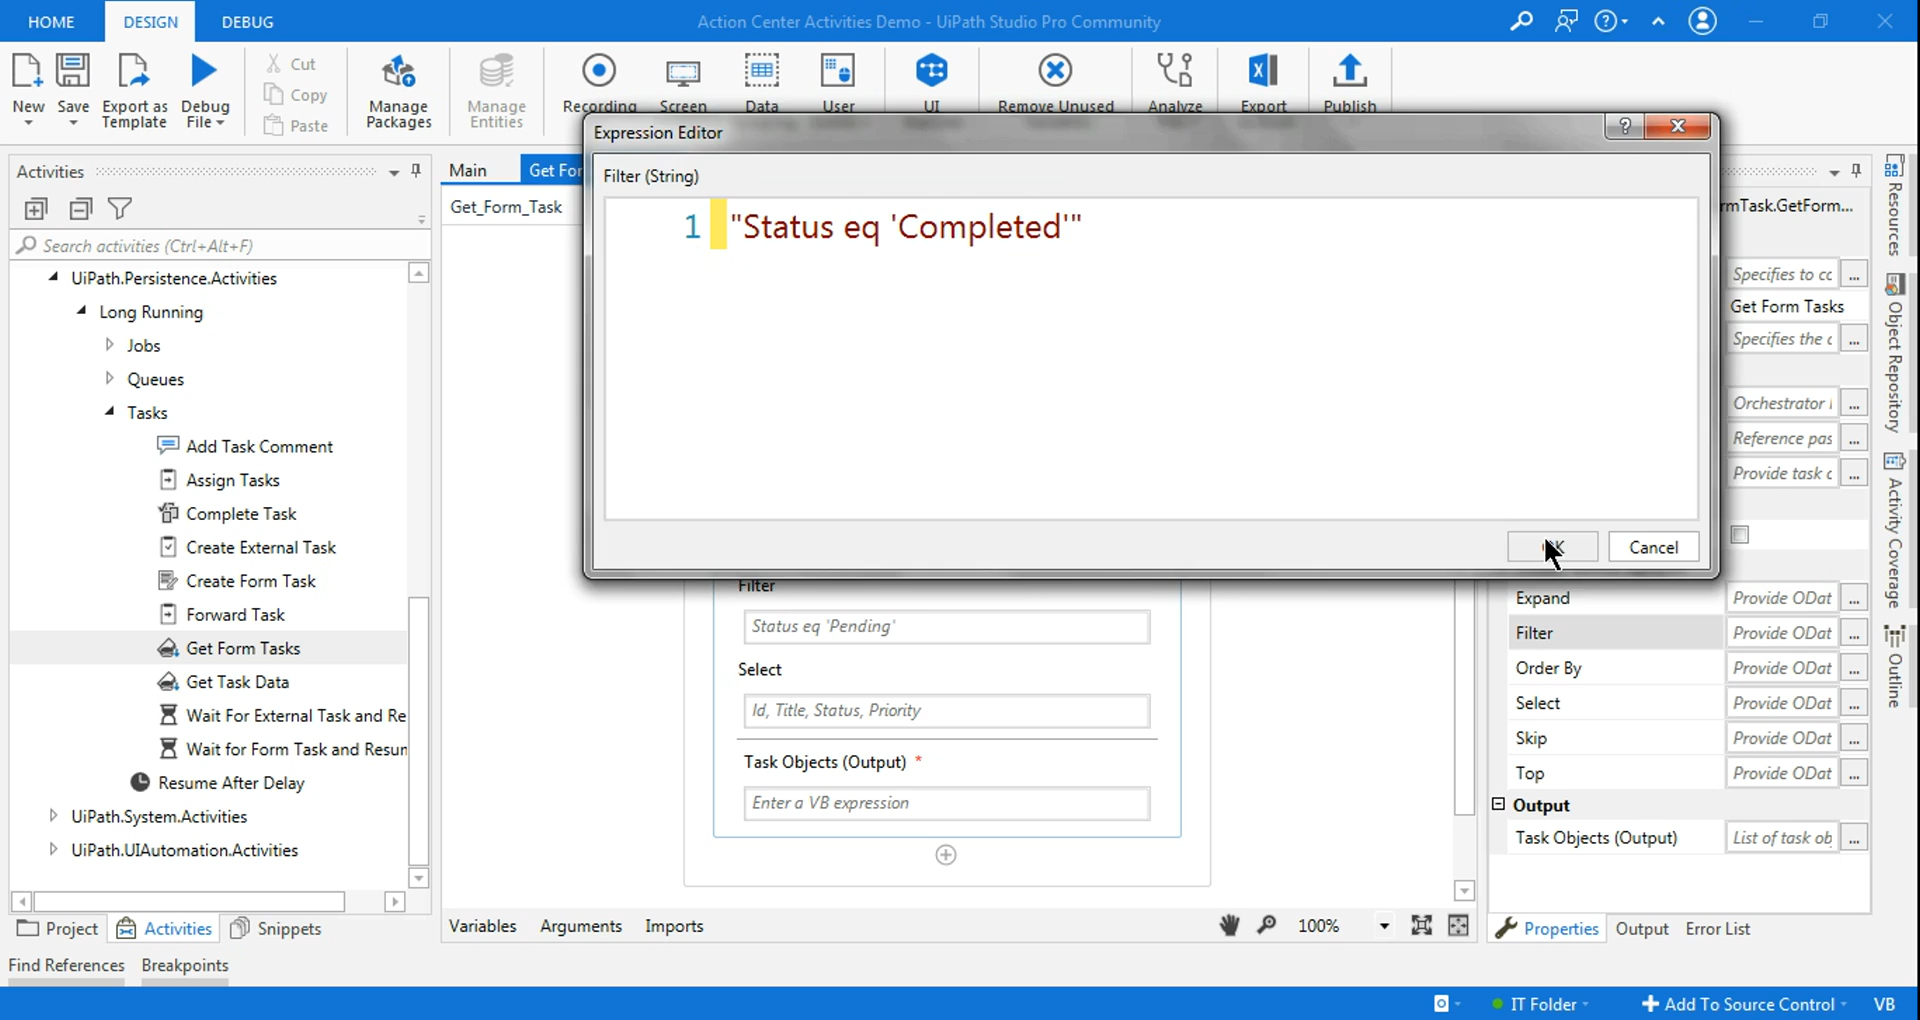 HOME
DESIGN
DEBUG
Action Center Activities Demo - UiPath Studio Pro Community
New
Save
Export as
Template
Debug
File
Cut
Copy
Paste
Manage
Packages
Manage
Entities
Recording
Screen
Data
User
UI
Remove Unused
Analyze
Export
Publish
Activities
Search activities (Ctrl+Alt+F)
UiPath.Persistence.Activities
Long Running
Jobs
Queues
Tasks
Add Task Comment
Assign Tasks
Complete Task
Create External Task
Create Form Task
Forward Task
Get Form Tasks
Get Task Data
Wait For External Task and Re
Wait for Form Task and Resur
Resume After Delay
UiPath.System.Activities
UiPath.UIAutomation.Activities
Project
Activities
Snippets
Find References
Breakpoints
Main
Get For
Get_Form_Task
Expression Editor
?
Filter (String)
1 "Status eq 'Completed'"
OK
Cancel
Filter
Status eq 'Pending'
Select
Id, Title, Status, Priority
Task Objects (Output) *
Enter a VB expression
Variables
Arguments
Imports
100%
rmTask.GetForm...
Specifies to cc ...
Get Form Tasks
Specifies the c ...
Orchestrator I ...
Reference pas ...
Provide task c ...
Expand Provide ODat ...
Filter Provide ODat ...
Order By Provide ODat ...
Select Provide ODat ...
Skip Provide ODat ...
Top Provide ODat ...
Output
Task Objects (Output) List of task ob, ...
Properties
Output
Error List
Resources
Object Repository
Activity Coverage
Outline
IT Folder
Add To Source Control
VB